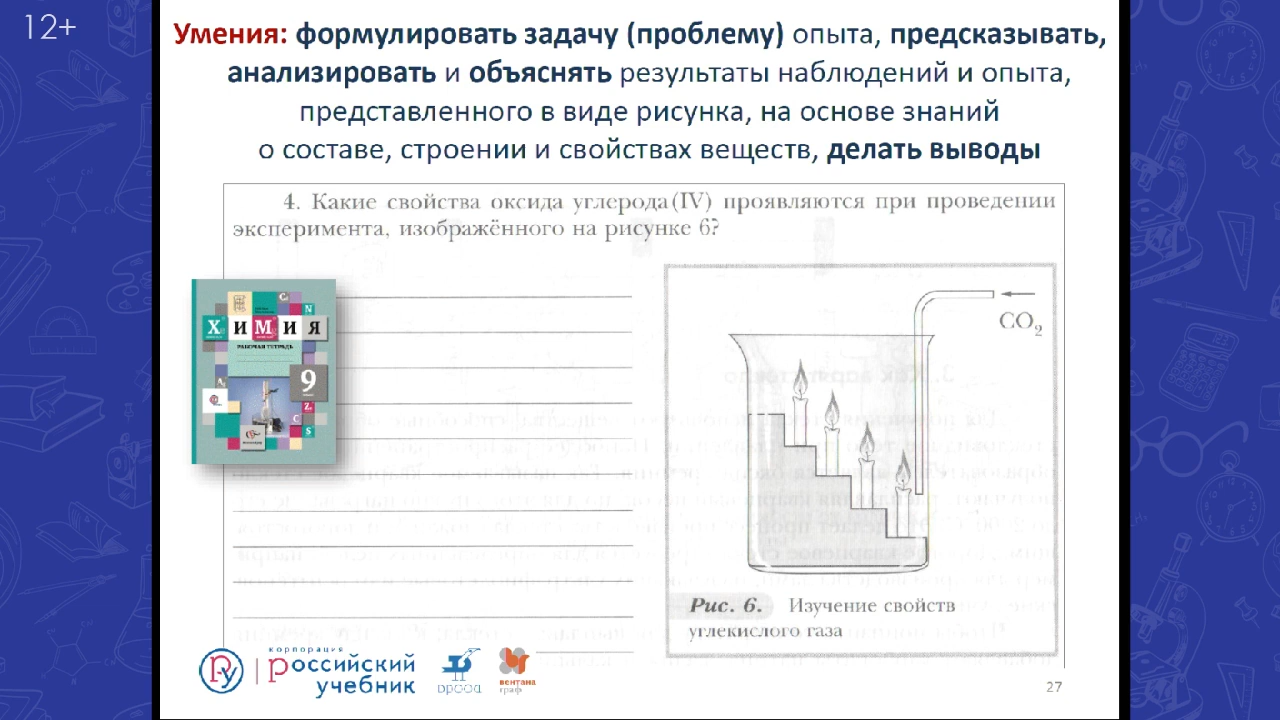 12+
Умения: формулировать задачу (проблему) опыта, предсказывать,
анализировать и объяснять результаты наблюдений и опыта,
представленного в виде рисунка, на основе знаний
о составе, строении и свойствах веществ, делать выводы
4. Какие свойства оксида углерода (IV) проявляются при проведении
эксперимента, изображённого на рисунке 6?
ХИМИЯ
РАБОЧАЯ ТЕТРАДЬ
9
CO2
Рис. 6. Изучение свойств
углекислого газа
корпорация
российский
учебник
дрофа
вентана
граф
27